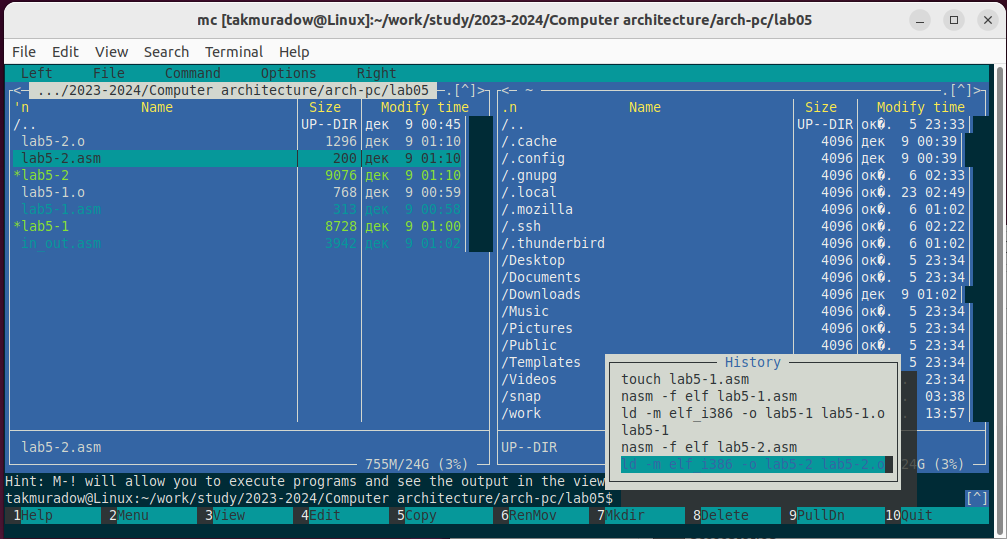 mc [takmuradow@Linux]:~/work/study/2023-2024/Computer architecture/arch-pc/lab05
File Edit View Search Terminal Help
Left File Command Options Right
<─ .../2023-2024/Computer architecture/arch-pc/lab05 ─.[^]>
'n Name Size Modify time
/.. UP--DIR дек 9 00:45
lab5-2.o 1296 дек 9 01:10
lab5-2.asm 200 дек 9 01:10
*lab5-2 9076 дек 9 01:10
lab5-1.o 768 дек 9 00:59
lab5-1.asm 313 дек 9 00:58
*lab5-1 8728 дек 9 01:00
in_out.asm 3942 дек 9 01:02
lab5-2.asm
755M/24G (3%)
<─ ~ ─.[^]>
.n Name Size Modify time
/.. UP--DIR ок�. 5 23:33
/.cache 4096 дек 9 00:39
/.config 4096 дек 9 00:39
/.gnupg 4096 ок�. 6 02:33
/.local 4096 ок�. 23 02:49
/.mozilla 4096 ок�. 6 01:02
/.ssh 4096 ок�. 6 02:22
/.thunderbird 4096 ок�. 6 01:02
/Desktop 4096 ок�. 5 23:34
/Documents 4096 ок�. 5 23:34
/Downloads 4096 дек 9 01:02
/Music 4096 ок�. 5 23:34
/Pictures 4096 ок�. 5 23:34
/Public 4096 ок�. 5 23:34
/Templates 5 23:34
/Videos 23:34
/snap 03:38
/work 13:57
UP--DIR
24G (3%)
History
touch lab5-1.asm
nasm -f elf lab5-1.asm
ld -m elf_i386 -o lab5-1 lab5-1.o
lab5-1
nasm -f elf lab5-2.asm
ld -m elf_i386 -o lab5-2 lab5-2.o
Hint: M-! will allow you to execute programs and see the output in the view
takmuradow@Linux:~/work/study/2023-2024/Computer architecture/arch-pc/lab05$ [^]
1Help 2Menu 3View 4Edit 5Copy 6RenMov 7Mkdir 8Delete 9PullDn 10Quit